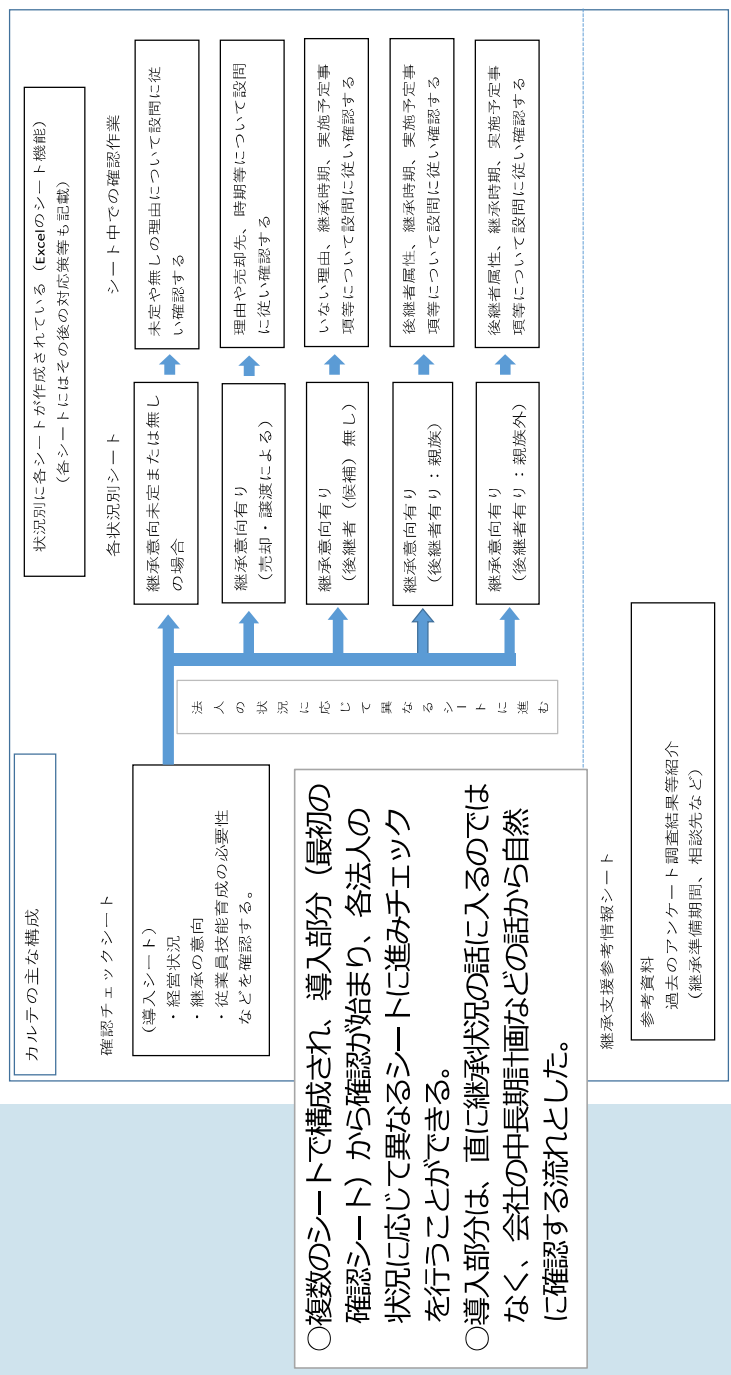 カルテの主な構成
状況別に各シートが作成されている（Excelのシート機能）
（各シートにはその後の対応策等も記載）
確認チェックシート
各状況別シート
シート中での確認作業
（導入シート）
・経営状況
・継承の意向
・従業員技能育成の必要性
などを確認する。
法人の状況に応じて異なるシートに進む
継承意向未定または無し
の場合
未定や無しの理由について設問に従
い確認する
継承意向有り
（売却・譲渡による）
理由や売却先、時期等について設問
に従い確認する
継承意向有り
（後継者（候補）無し）
いない理由、継承時期、実施予定事
項等について設問に従い確認する
継承意向有り
（後継者有り：親族）
後継者属性、継承時期、実施予定事
項等について設問に従い確認する
継承意向有り
（後継者有り：親族外）
後継者属性、継承時期、実施予定事
項等について設問に従い確認する
○複数のシートで構成され、導入部分（最初の
確認シート）から確認が始まり、各法人の
状況に応じて異なるシートに進みチェック
を行うことができる。
○導入部分は、直に継承状況の話に入るのでは
なく、会社の中長期計画などの話から自然
に確認する流れとした。
継承支援参考情報シート
参考資料
過去のアンケート調査結果等紹介
（継承準備期間、相談先など）